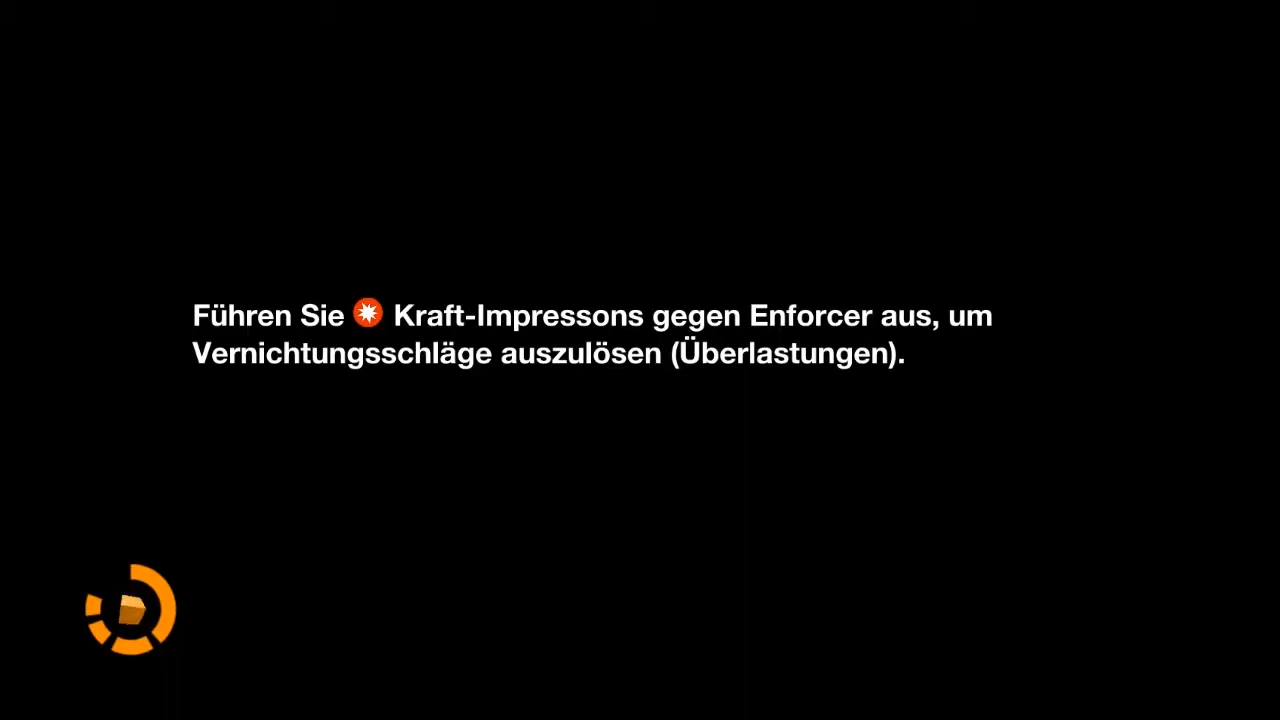 Führen Sie Kraft-Impressons gegen Enforcer aus, um
Vernichtungsschläge auszulösen (Überlastungen).